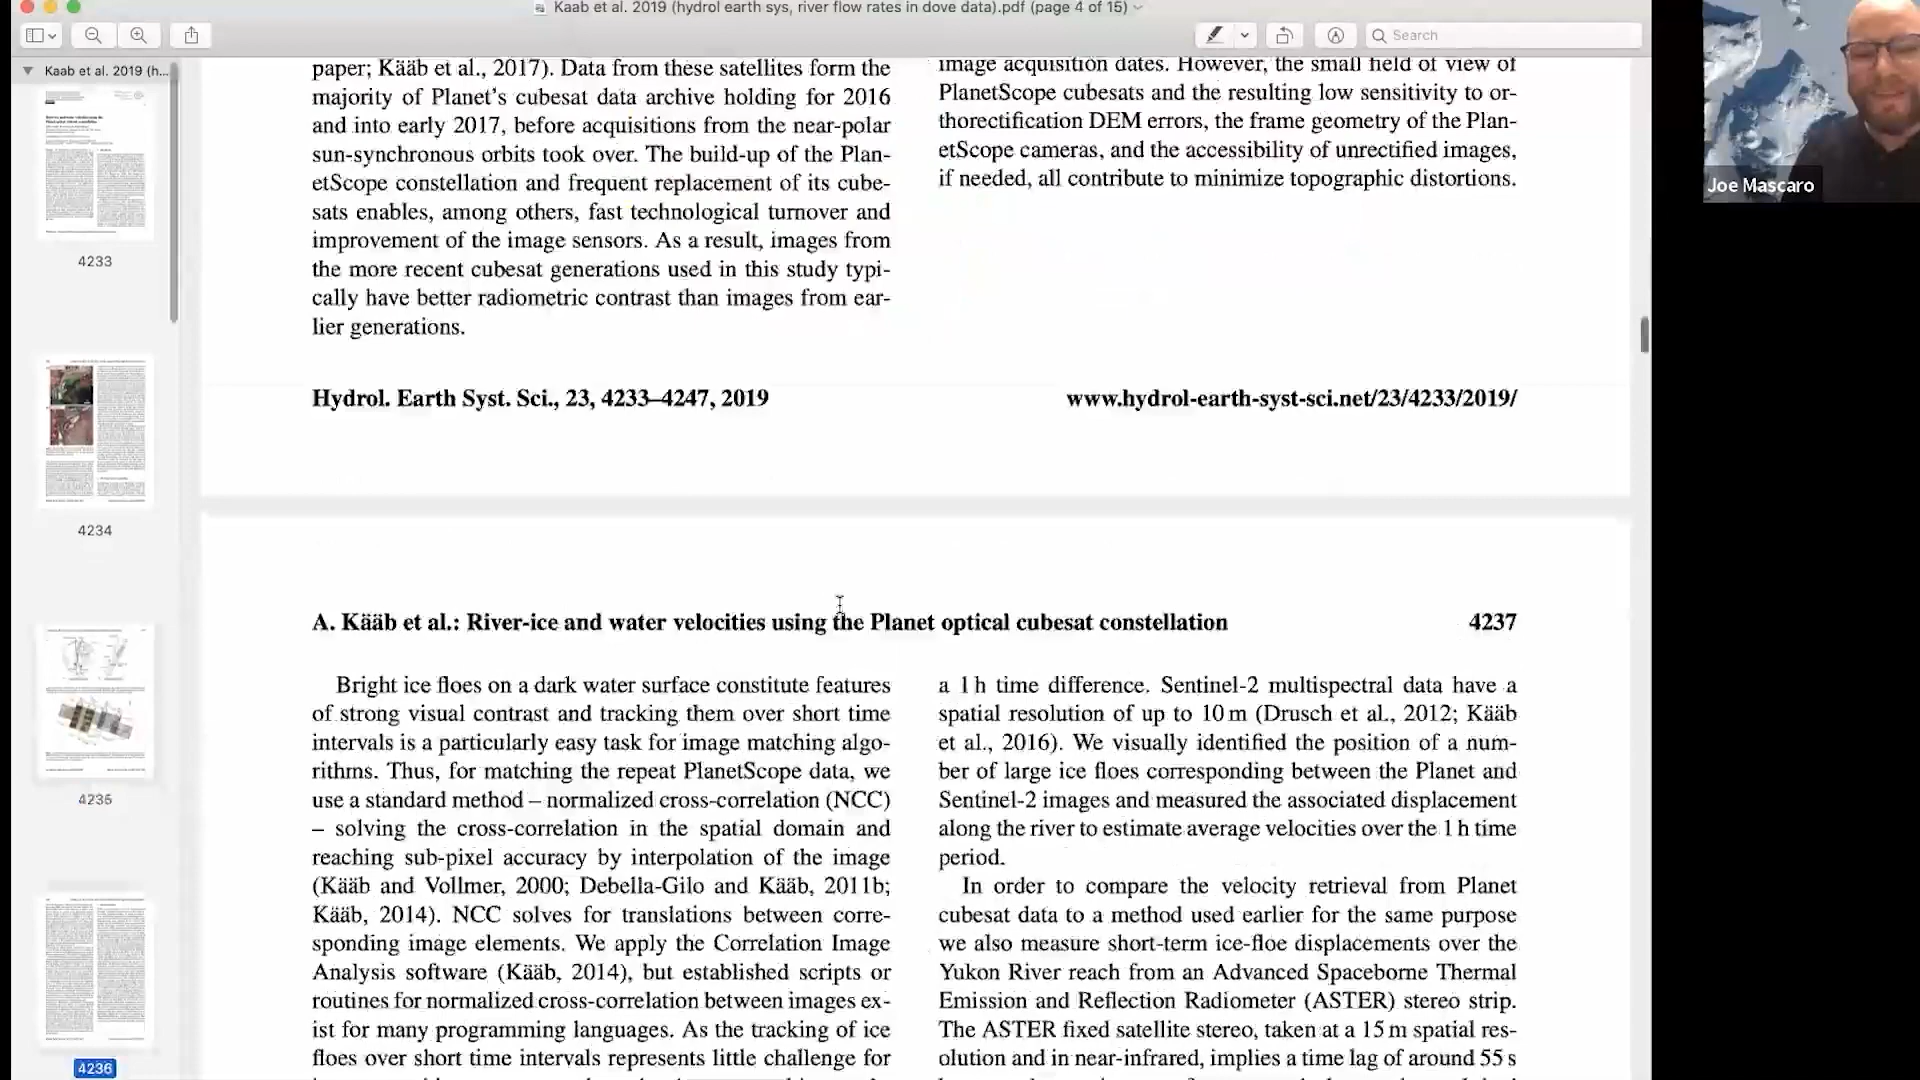 Kaab et al. 2019 (hydrol earth sys, river flow rates in dove data).pdf (page 4 of 15)
Search
Kaab et al. 2019 (h...
4233
4234
4235
4236
paper; Kääb et al., 2017). Data from these satellites form the
majority of Planet's cubesat data archive holding for 2016
and into early 2017, before acquisitions from the near-polar
sun-synchronous orbits took over. The build-up of the Plan-
etScope constellation and frequent replacement of its cube-
sats enables, among others, fast technological turnover and
improvement of the image sensors. As a result, images from
the more recent cubesat generations used in this study typi-
cally have better radiometric contrast than images from ear-
lier generations.
image acquisition dates. However, the small field of view of
PlanetScope cubesats and the resulting low sensitivity to or-
thorectification DEM errors, the frame geometry of the Plan-
etScope cameras, and the accessibility of unrectified images,
if needed, all contribute to minimize topographic distortions.
Hydrol. Earth Syst. Sci., 23, 4233–4247, 2019
www.hydrol-earth-syst-sci.net/23/4233/2019/
A. Kääb et al.: River-ice and water velocities using the Planet optical cubesat constellation
4237
Bright ice floes on a dark water surface constitute features
of strong visual contrast and tracking them over short time
intervals is a particularly easy task for image matching algo-
rithms. Thus, for matching the repeat PlanetScope data, we
use a standard method – normalized cross-correlation (NCC)
– solving the cross-correlation in the spatial domain and
reaching sub-pixel accuracy by interpolation of the image
(Kääb and Vollmer, 2000; Debella-Gilo and Kääb, 2011b;
Kääb, 2014). NCC solves for translations between corre-
sponding image elements. We apply the Correlation Image
Analysis software (Kääb, 2014), but established scripts or
routines for normalized cross-correlation between images ex-
ist for many programming languages. As the tracking of ice
floes over short time intervals represents little challenge for
a 1 h time difference. Sentinel-2 multispectral data have a
spatial resolution of up to 10 m (Drusch et al., 2012; Kääb
et al., 2016). We visually identified the position of a num-
ber of large ice floes corresponding between the Planet and
Sentinel-2 images and measured the associated displacement
along the river to estimate average velocities over the 1 h time
period.
In order to compare the velocity retrieval from Planet
cubesat data to a method used earlier for the same purpose
we also measure short-term ice-floe displacements over the
Yukon River reach from an Advanced Spaceborne Thermal
Emission and Reflection Radiometer (ASTER) stereo strip.
The ASTER fixed satellite stereo, taken at a 15 m spatial res-
olution and in near-infrared, implies a time lag of around 55 s
Joe Mascaro